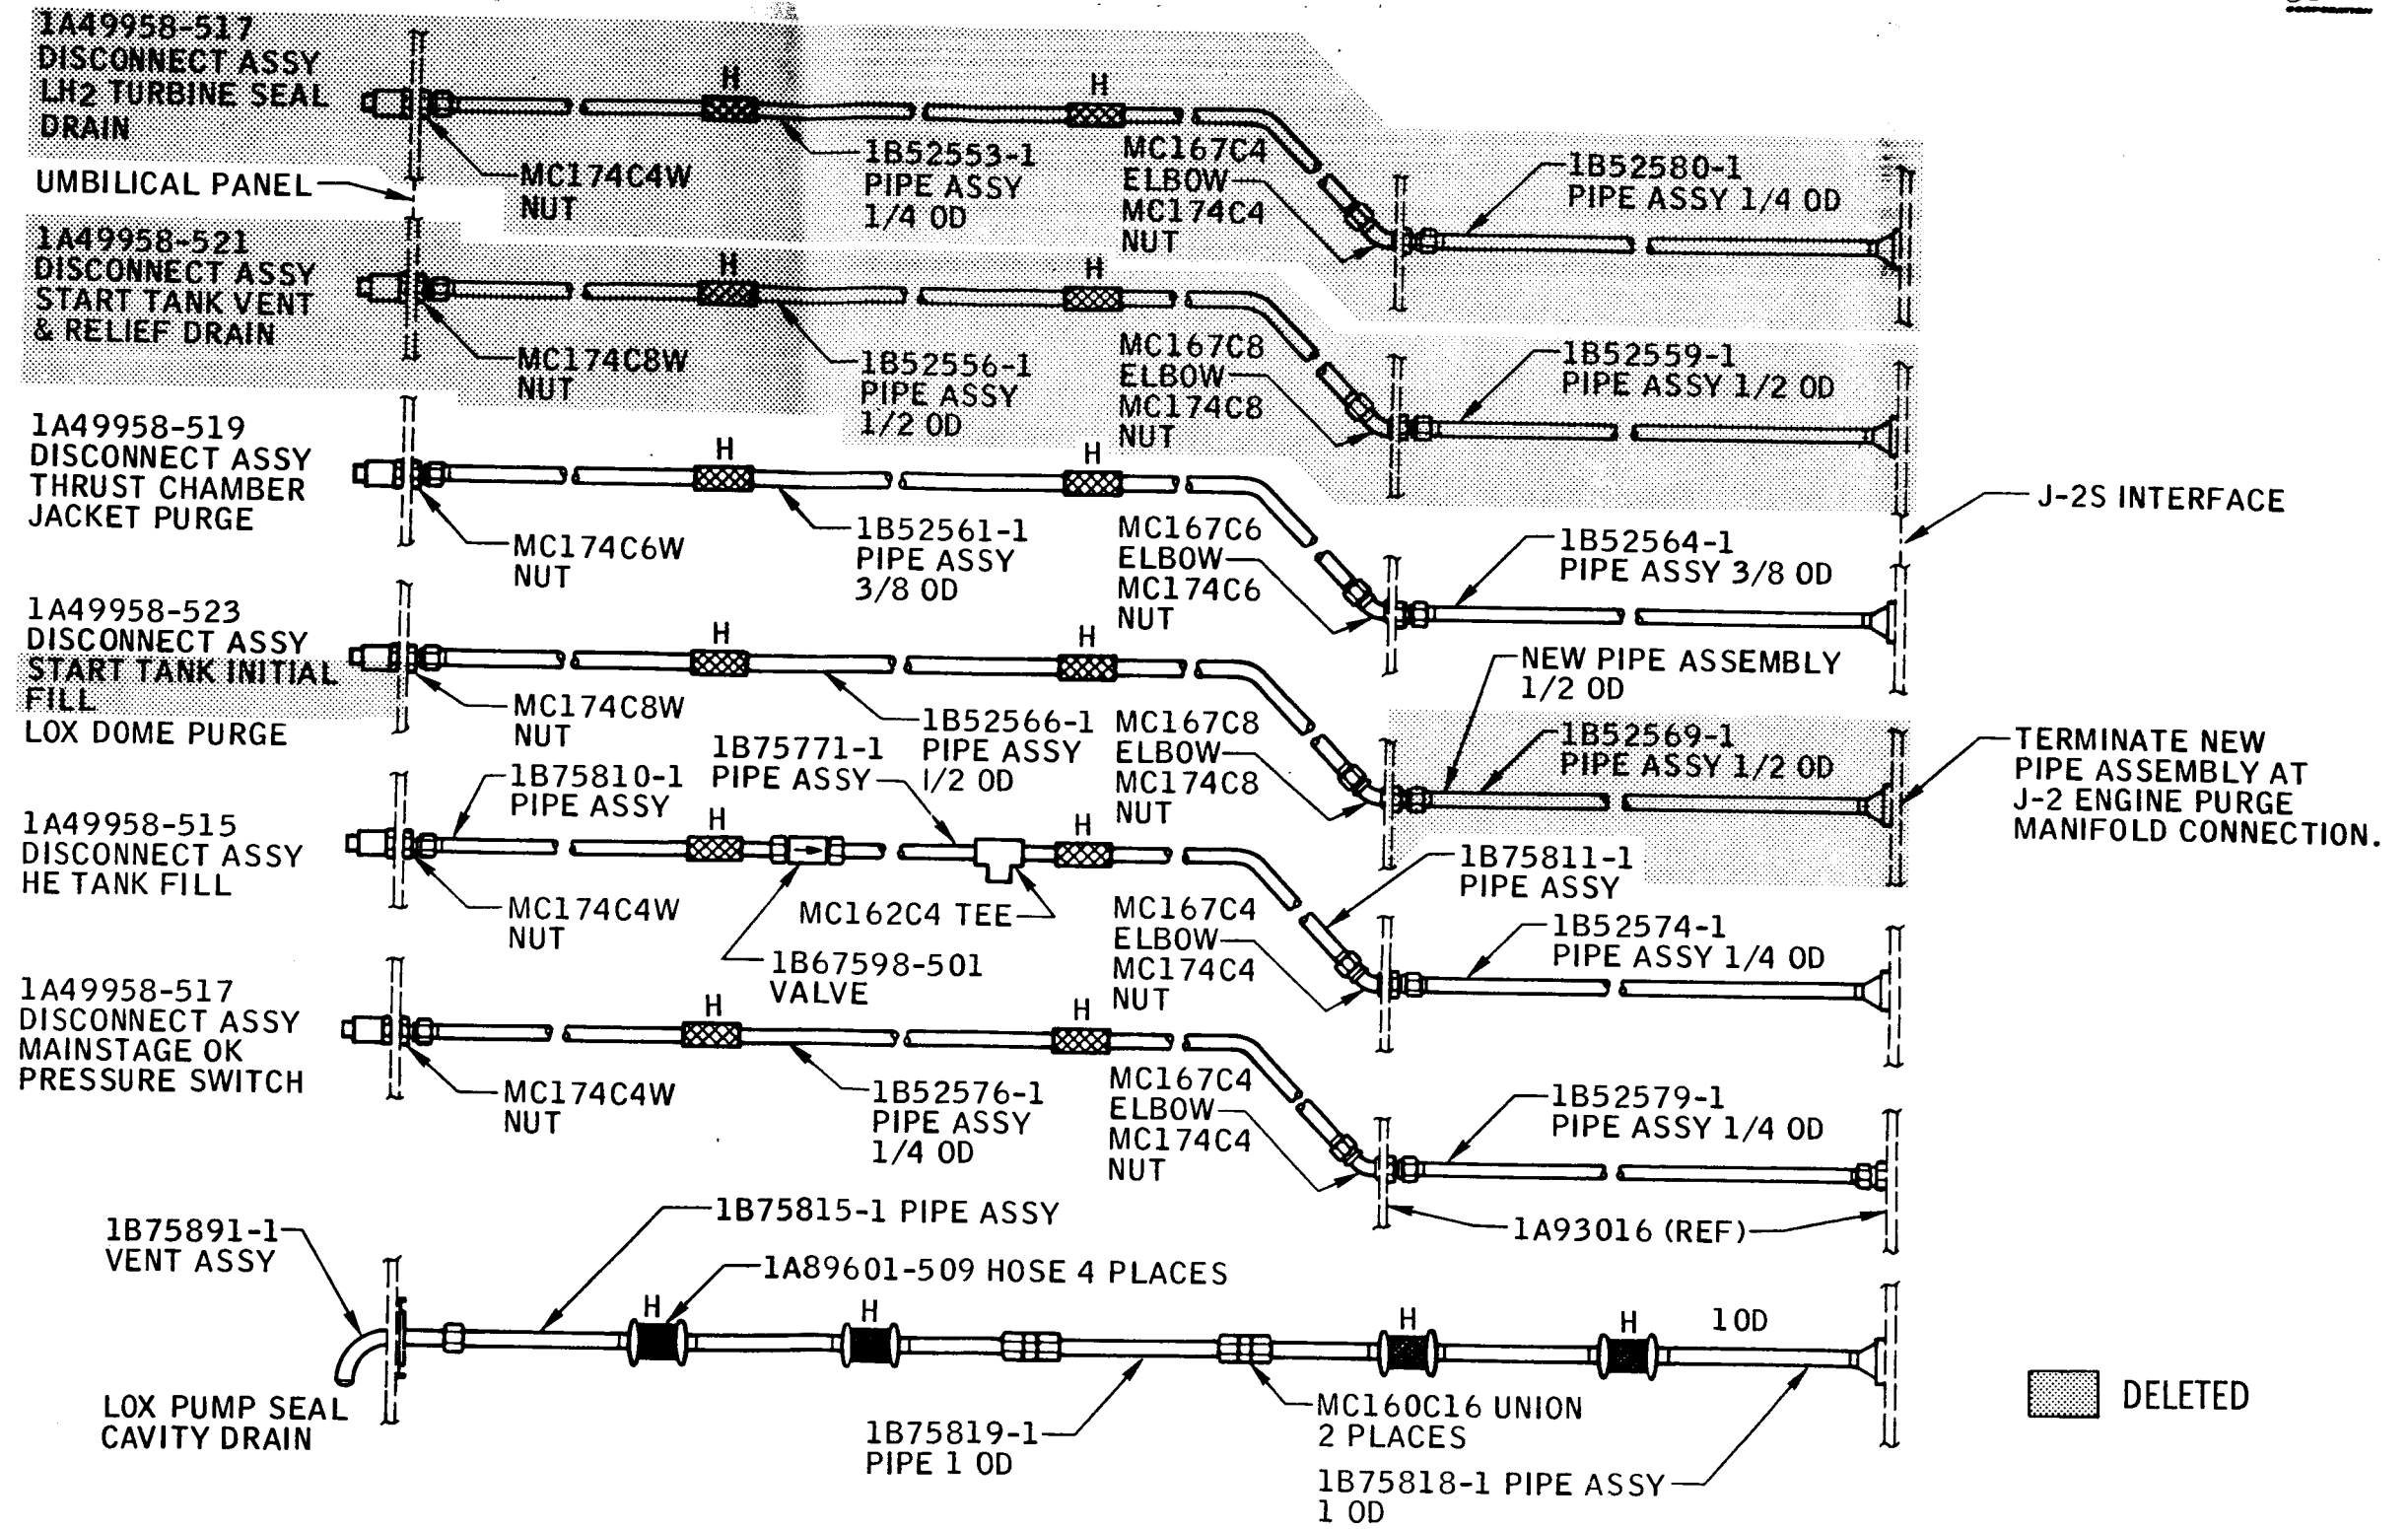 1A49958-517
DISCONNECT ASSY
LH2 TURBINE SEAL
DRAIN
H
H
MC174C4W
NUT
1B52553-1
PIPE ASSY
1/4 OD
MC167C4
ELBOW
MC174C4
NUT
1B52580-1
PIPE ASSY 1/4 OD
UMBILICAL PANEL
1A49958-521
DISCONNECT ASSY
START TANK VENT
& RELIEF DRAIN
H
H
MC174C8W
NUT
1B52556-1
PIPE ASSY
1/2 OD
MC167C8
ELBOW
MC174C8
NUT
1B52559-1
PIPE ASSY 1/2 OD
1A49958-519
DISCONNECT ASSY
THRUST CHAMBER
JACKET PURGE
H
H
MC174C6W
NUT
1B52561-1
PIPE ASSY
3/8 OD
MC167C6
ELBOW
MC174C6
NUT
1B52564-1
PIPE ASSY 3/8 OD
J-2S INTERFACE
1A49958-523
DISCONNECT ASSY
START TANK INITIAL
FILL
LOX DOME PURGE
H
H
MC174C8W
NUT
1B52566-1
PIPE ASSY
1/2 OD
MC167C8
ELBOW
MC174C8
NUT
NEW PIPE ASSEMBLY
1/2 OD
1B52569-1
PIPE ASSY 1/2 OD
TERMINATE NEW
PIPE ASSEMBLY AT
J-2 ENGINE PURGE
MANIFOLD CONNECTION.
1A49958-515
DISCONNECT ASSY
HE TANK FILL
1B75810-1
PIPE ASSY
1B75771-1
PIPE ASSY
H
H
MC174C4W
NUT
MC162C4 TEE
1B67598-501
VALVE
MC167C4
ELBOW
MC174C4
NUT
1B75811-1
PIPE ASSY
1B52574-1
PIPE ASSY 1/4 OD
1A49958-517
DISCONNECT ASSY
MAINSTAGE OK
PRESSURE SWITCH
H
H
MC174C4W
NUT
1B52576-1
PIPE ASSY
1/4 OD
MC167C4
ELBOW
MC174C4
NUT
1B52579-1
PIPE ASSY 1/4 OD
1A93016 (REF)
1B75891-1
VENT ASSY
1B75815-1 PIPE ASSY
1A89601-509 HOSE 4 PLACES
H
H
H
H
1 OD
LOX PUMP SEAL
CAVITY DRAIN
1B75819-1
PIPE 1 OD
MC160C16 UNION
2 PLACES
1B75818-1 PIPE ASSY
1 OD
DELETED